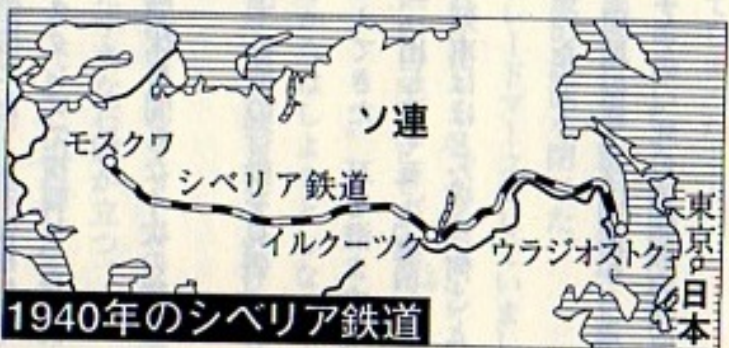 ソ連
モスクワ
シベリア鉄道
イルクーツク
ウラジオストク
東京
日本
1940年のシベリア鉄道